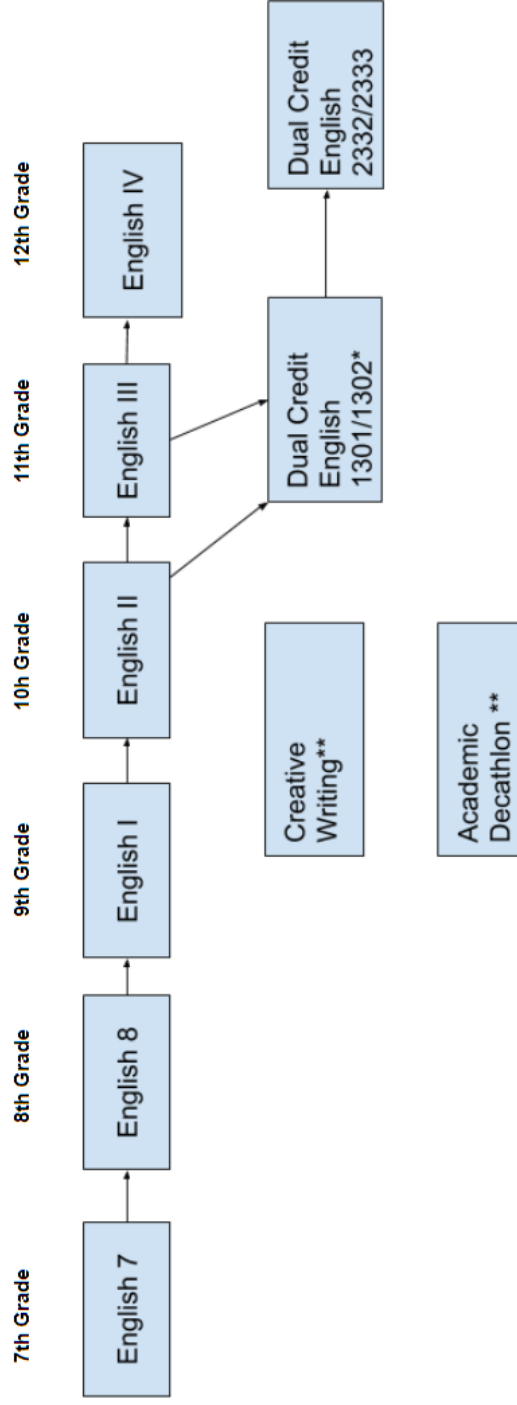 7th Grade
8th Grade
9th Grade
10h Grade
11th Grade
12th Grade
English 7
English 8
English I
English II
English III
English IV
Creative
Writing**
Dual Credit
English
1301/1302*
Dual Credit
English
2332/2333
Academic
Decathlon **